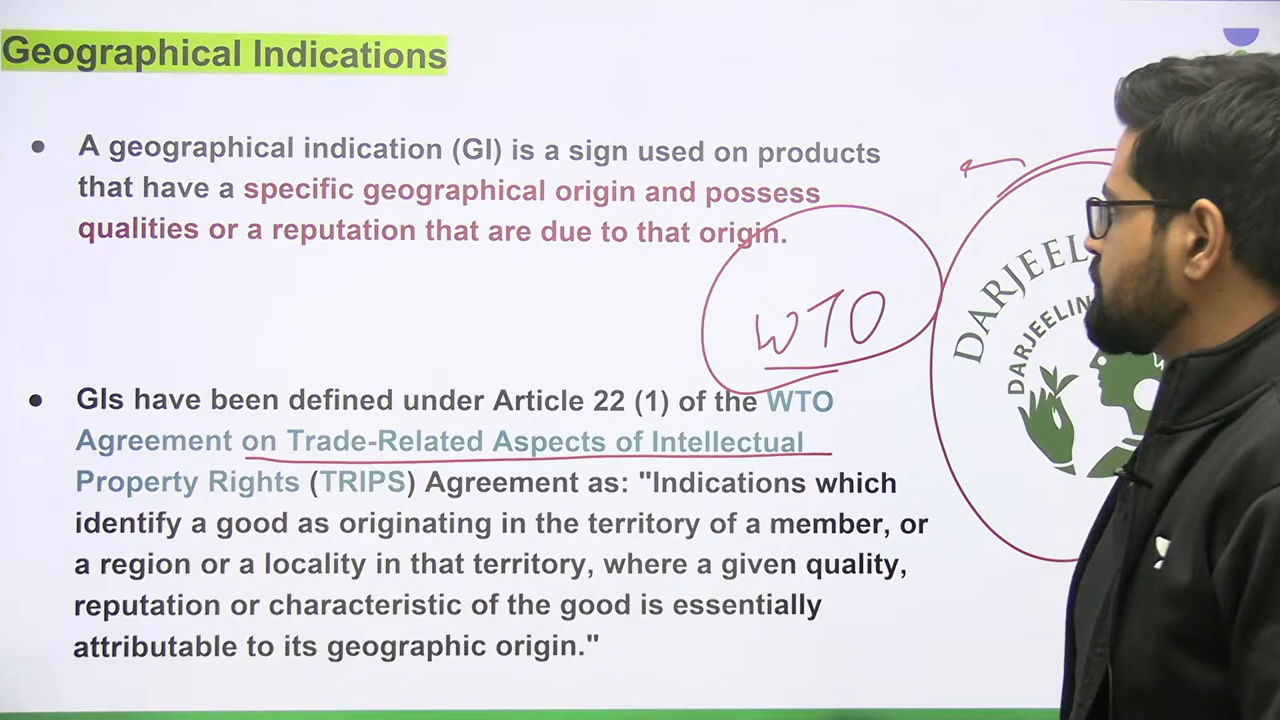 Geographical Indications
● A geographical indication (GI) is a sign used on products
that have a specific geographical origin and possess
qualities or a reputation that are due to that origin.
WTO
● GIs have been defined under Article 22 (1) of the WTO
Agreement on Trade-Related Aspects of Intellectual
Property Rights (TRIPS) Agreement as: "Indications which
identify a good as originating in the territory of a member, or
a region or a locality in that territory, where a given quality,
reputation or characteristic of the good is essentially
attributable to its geographic origin."